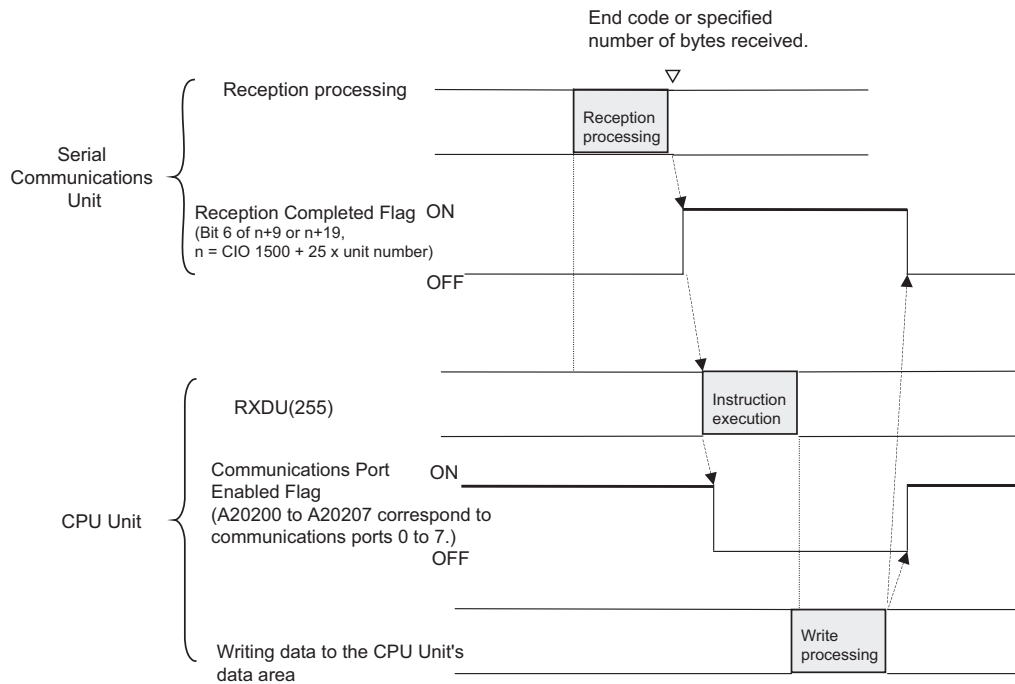 End code or specified
number of bytes received.
Reception processing
Reception
processing
Serial
Communications
Unit
Reception Completed Flag
(Bit 6 of n+9 or n+19,
n = CIO 1500 + 25 x unit number)
ON
OFF
RXDU(255)
Instruction
execution
Communications Port
Enabled Flag
(A20200 to A20207 correspond to
communications ports 0 to 7.)
ON
OFF
CPU Unit
Writing data to the CPU Unit's
data area
Write
processing